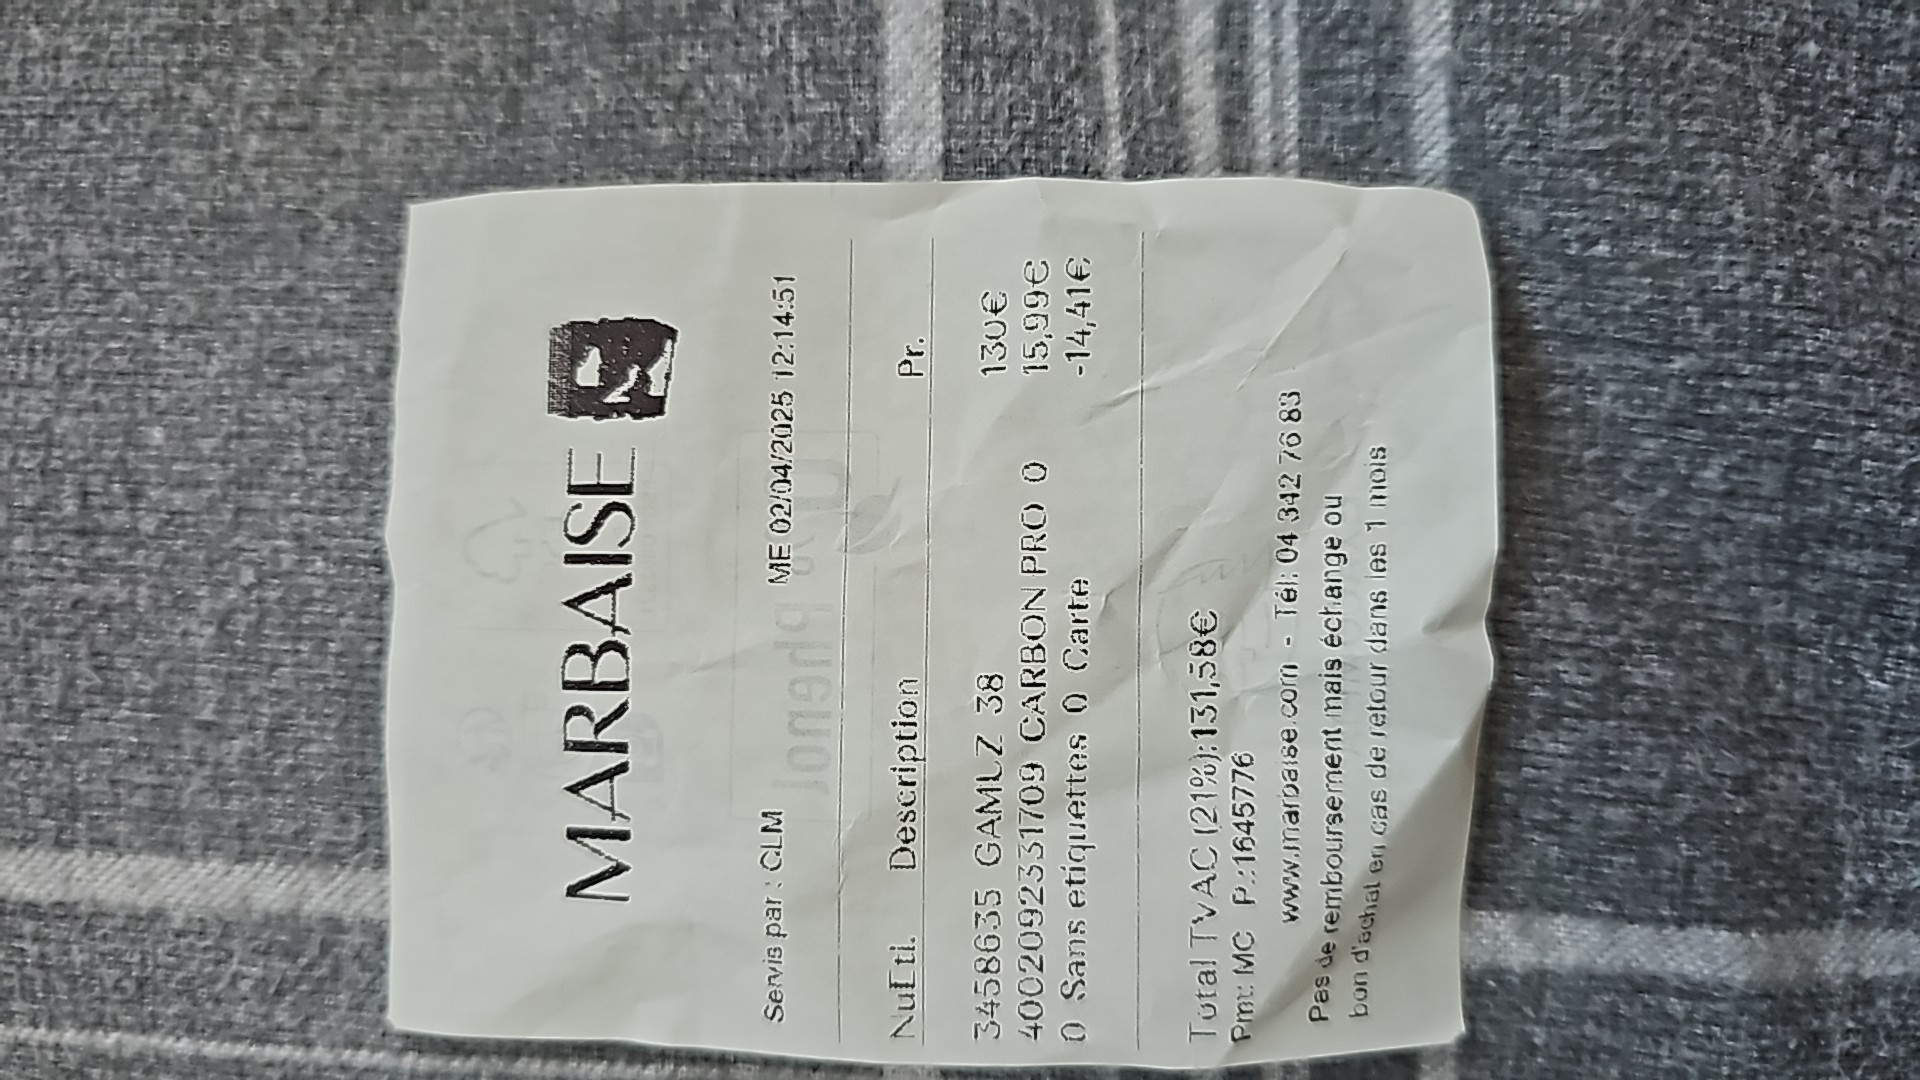 MARBAISE
Servis par : CLM ME 02/04/2025 12:14:51
NuEti. Description Pr.
3458635 GAMLZ 38 130€
4002092331709 CARBON PRO 0 15,99€
0 Sans etiquettes 0 Carte -14,41€
Total TVAC (21%):131,58€
Pmt: MC P.:1645776
www.marbaise.com - Tél: 04 342 76 83
Pas de remboursement mais échange ou
bon d'achat en cas de retour dans les 1 mois